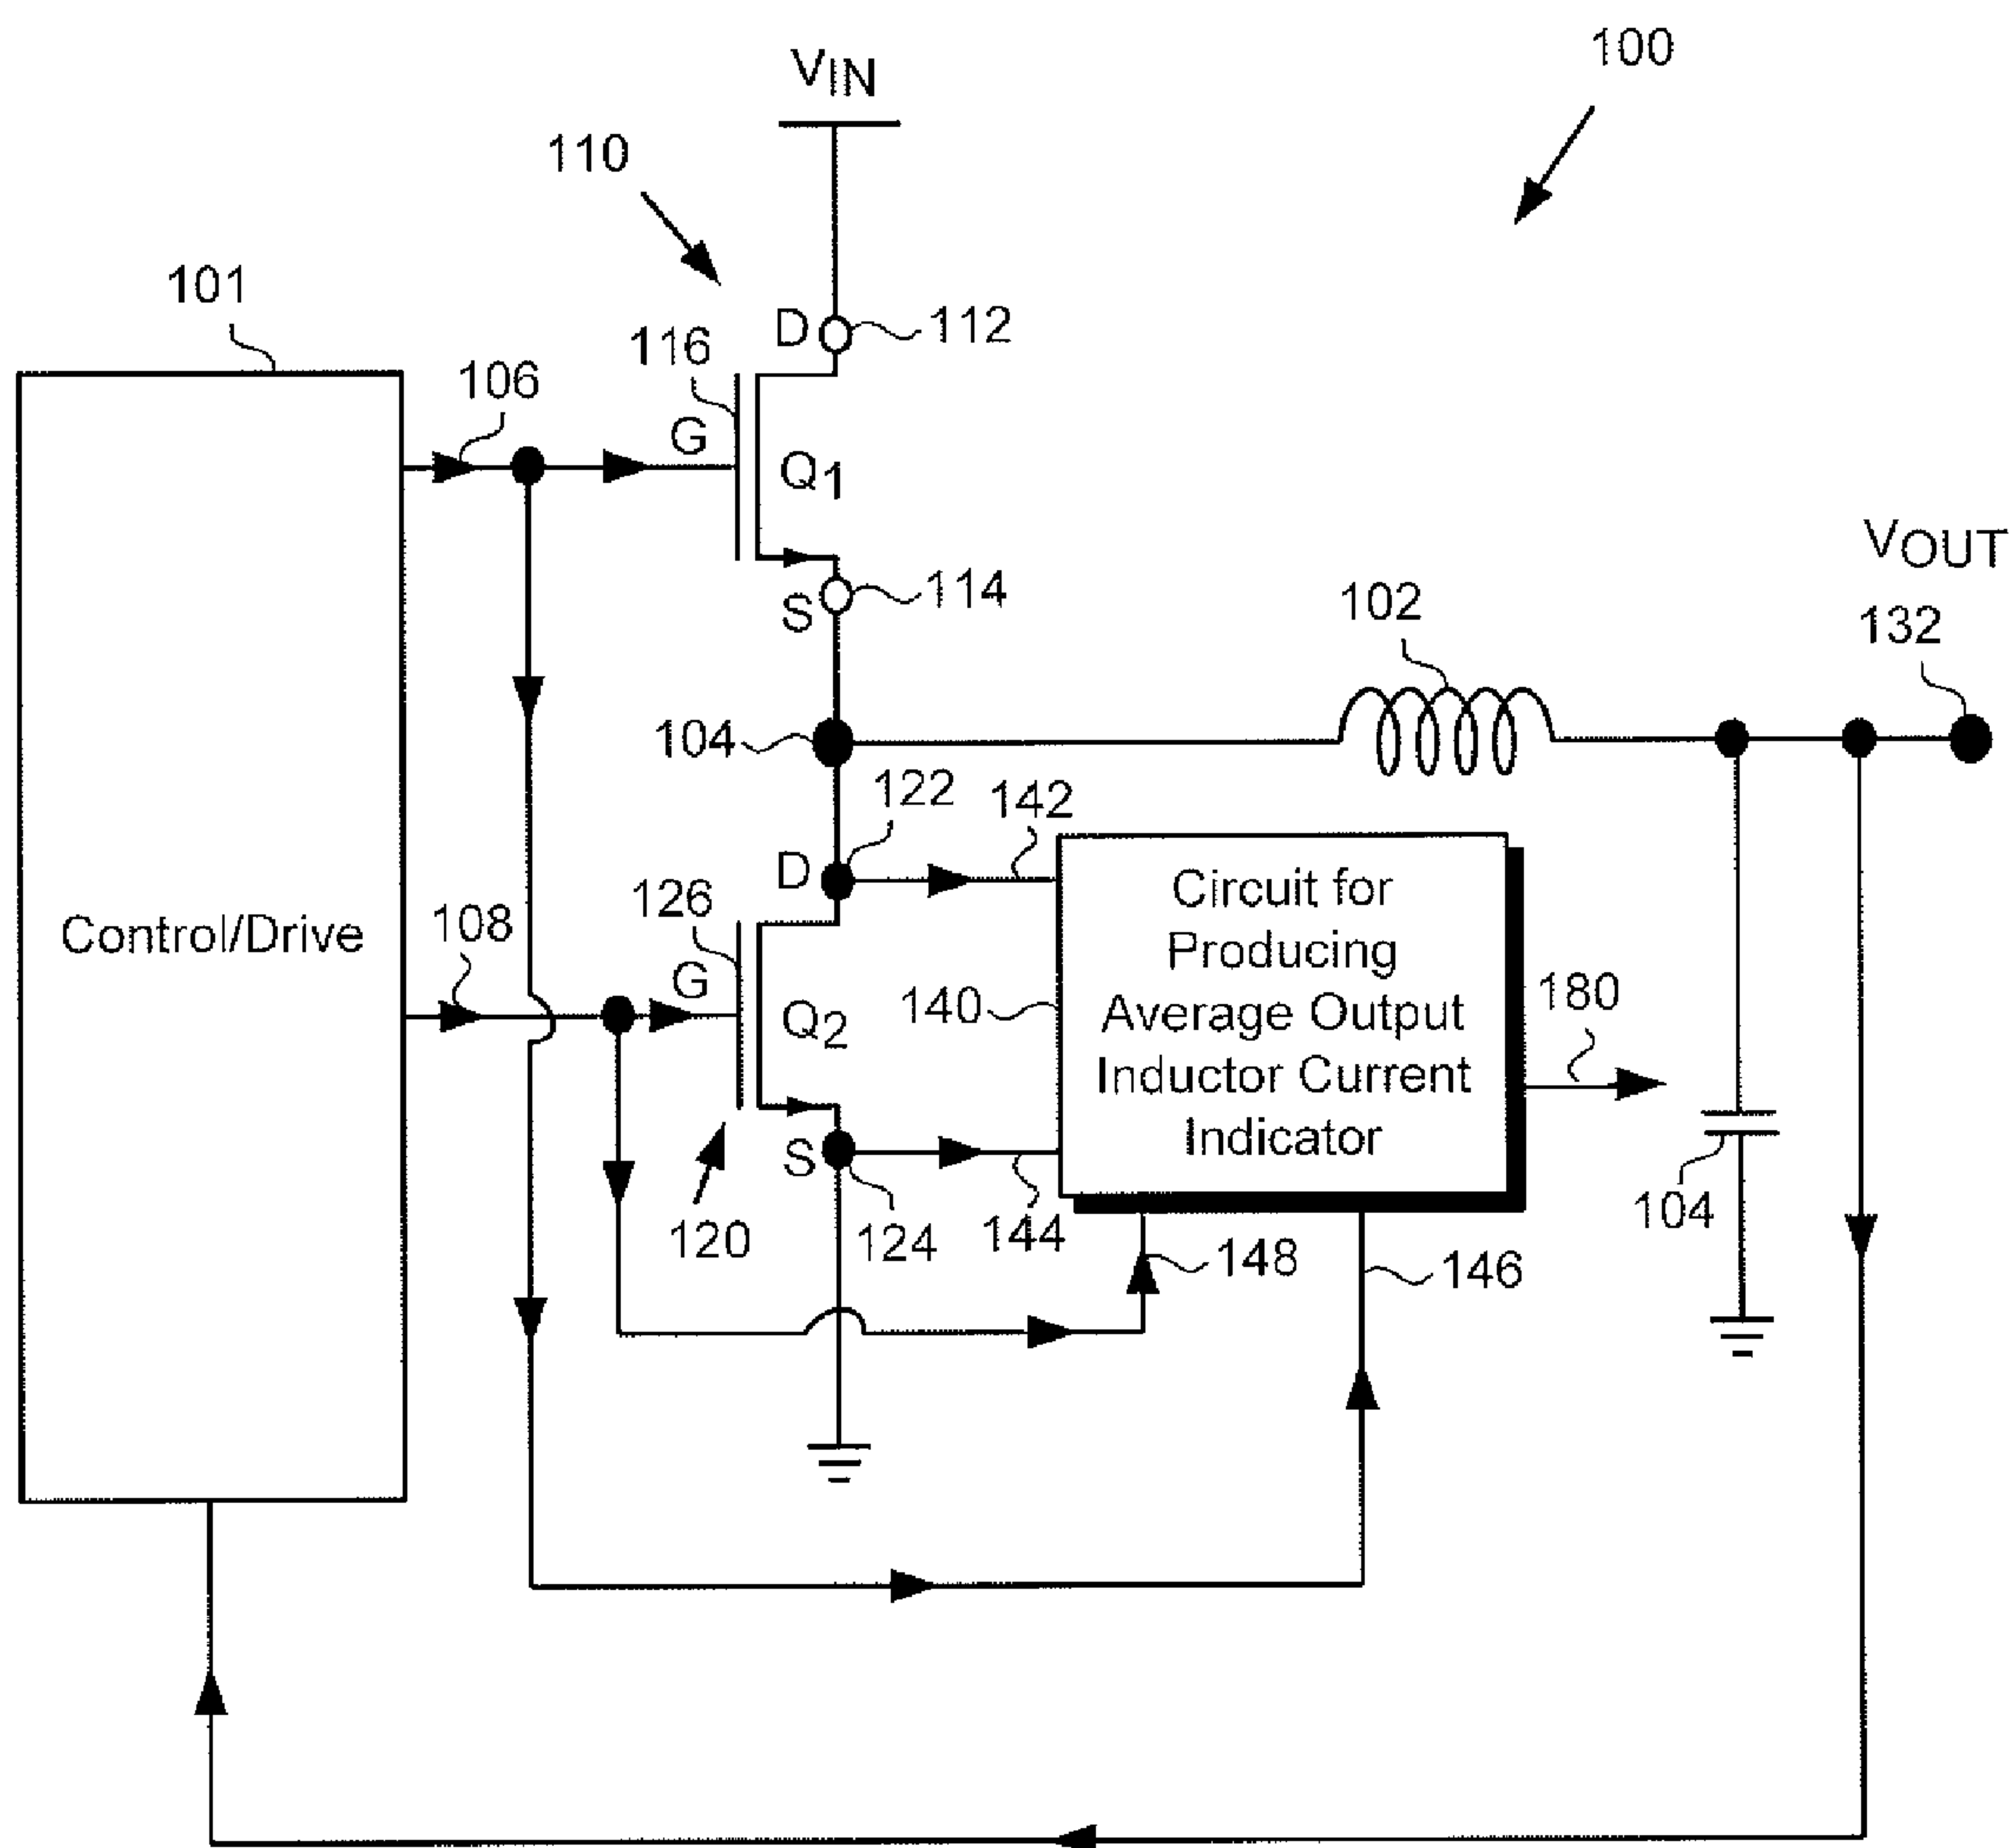 100
VIN
110
101
D
112
116
106
G
Q1
S
114
VOUT
102
132
104
122
142
D
126
108
G
Control/Drive
Q2
140
Circuit for
Producing
Average Output
Inductor Current
Indicator
180
S
120
124
144
148
146
104